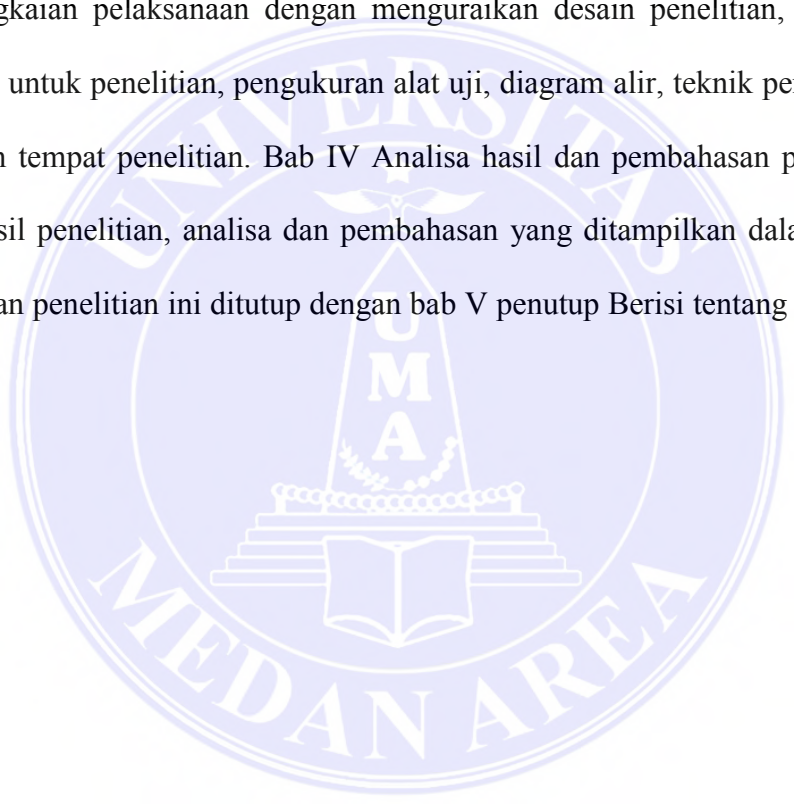 gkaian pelaksanaan dengan menguraikan desain penelitian,
untuk penelitian, pengukuran alat uji, diagram alir, teknik pe
n tempat penelitian. Bab IV Analisa hasil dan pembahasan p
sil penelitian, analisa dan pembahasan yang ditampilkan dala
an penelitian ini ditutup dengan bab V penutup Berisi tentang
UNIVERSITAS
UMA
MEDAN AREA